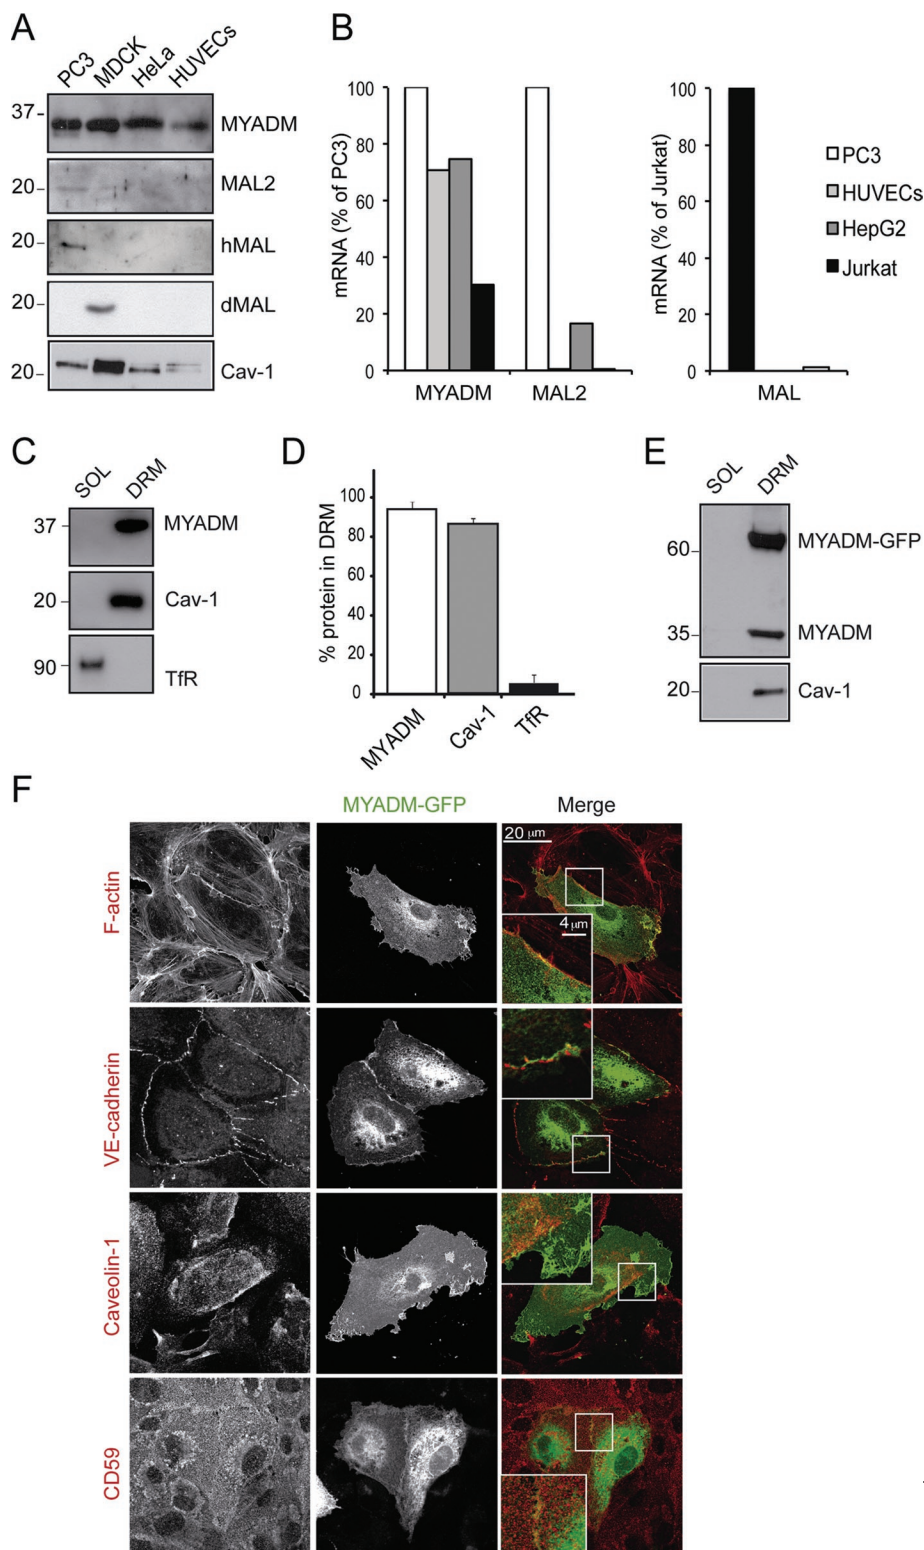 A
PC3
MDCK
HeLa
HUVECs
37
MYADM
20
MAL2
20
hMAL
20
dMAL
20
Cav-1
B
mRNA (% of PC3)
100
80
60
40
20
0
MYADM
MAL2
mRNA (% of Jurkat)
100
80
60
40
20
0
MAL
PC3
HUVECs
HepG2
Jurkat
C
SOL
DRM
37
MYADM
20
Cav-1
90
TfR
D
% protein in DRM
100
80
60
40
20
0
MYADM
Cav-1
TfR
E
SOL
DRM
60
MYADM-GFP
35
MYADM
20
Cav-1
F
MYADM-GFP
Merge
F-actin
20 μm
4 μm
VE-cadherin
Caveolin-1
CD59